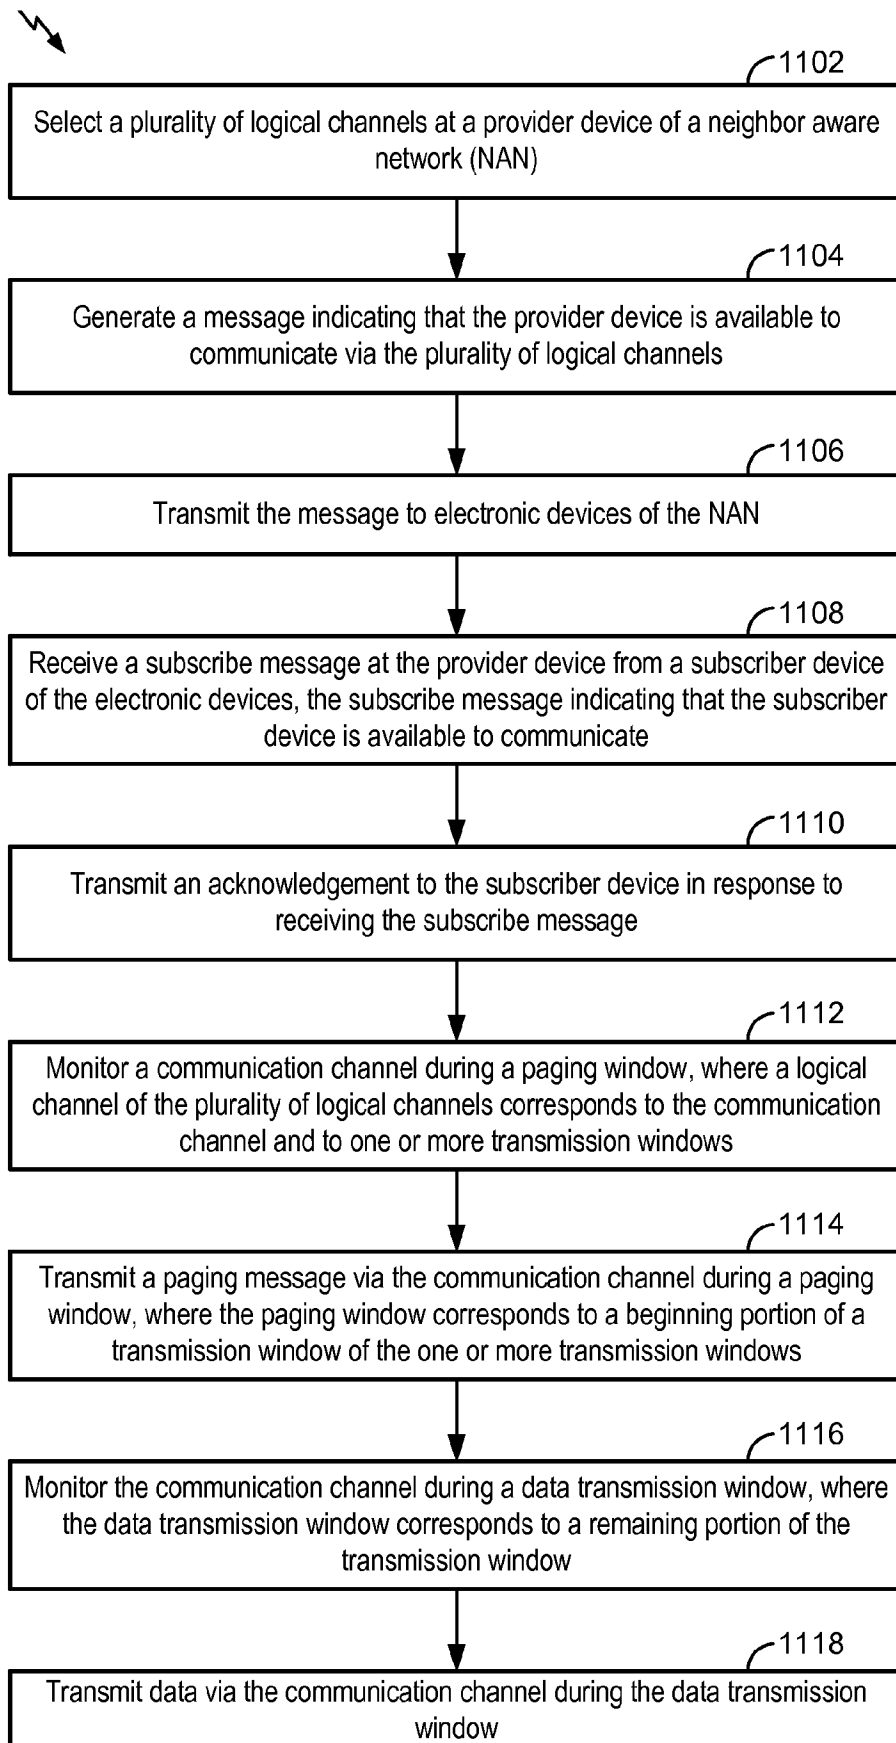 1102
Select a plurality of logical channels at a provider device of a neighbor aware
network (NAN)
1104
Generate a message indicating that the provider device is available to
communicate via the plurality of logical channels
1106
Transmit the message to electronic devices of the NAN
1108
Receive a subscribe message at the provider device from a subscriber device
of the electronic devices, the subscribe message indicating that the subscriber
device is available to communicate
1110
Transmit an acknowledgement to the subscriber device in response to
receiving the subscribe message
1112
Monitor a communication channel during a paging window, where a logical
channel of the plurality of logical channels corresponds to the communication
channel and to one or more transmission windows
1114
Transmit a paging message via the communication channel during a paging
window, where the paging window corresponds to a beginning portion of a
transmission window of the one or more transmission windows
1116
Monitor the communication channel during a data transmission window, where
the data transmission window corresponds to a remaining portion of the
transmission window
1118
Transmit data via the communication channel during the data transmission
window